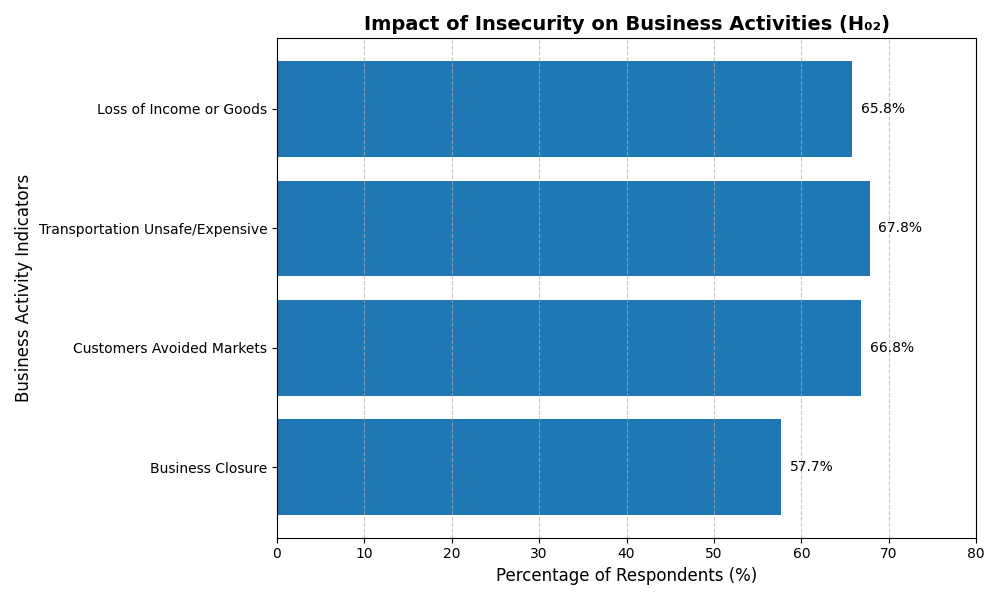 Impact of Insecurity on Business Activities (H₀₂)
Business Activity Indicators
Loss of Income or Goods
65.8%
Transportation Unsafe/Expensive
67.8%
Customers Avoided Markets
66.8%
Business Closure
57.7%
0 10 20 30 40 50 60 70 80
Percentage of Respondents (%)